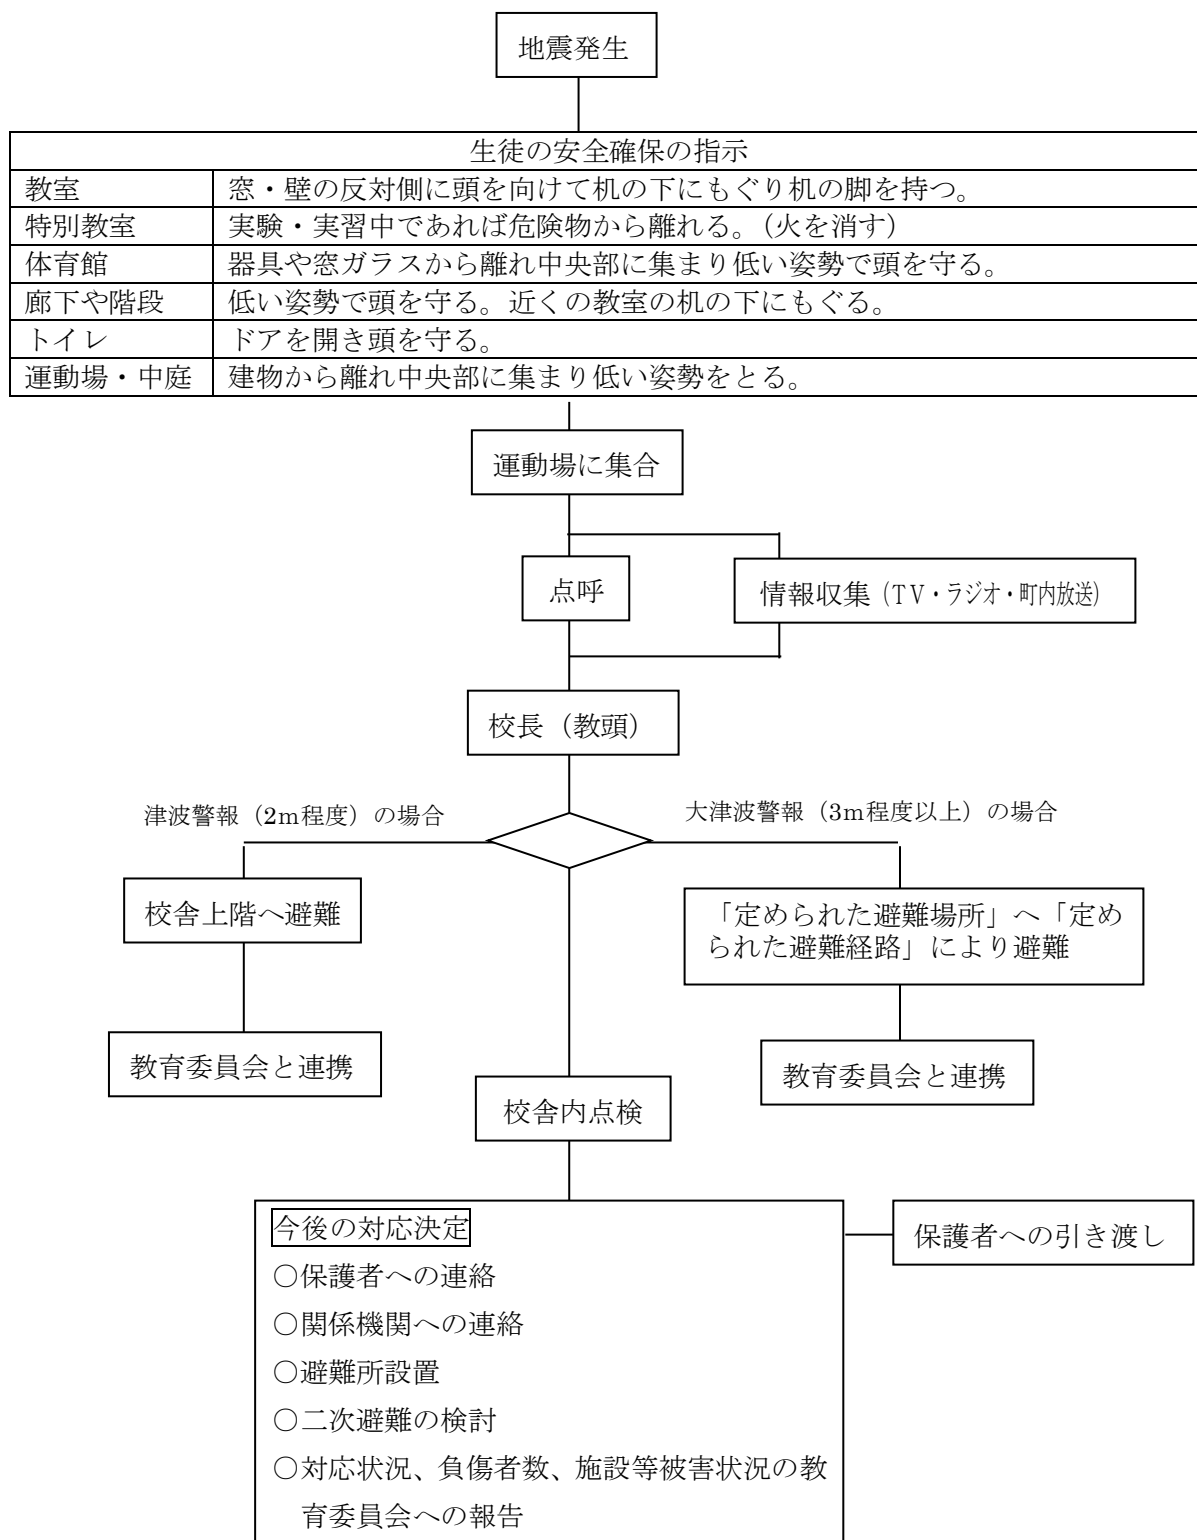 地震発生
生徒の安全確保の指示
教室 窓・壁の反対側に頭を向けて机の下にもぐり机の脚を持つ。
特別教室 実験・実習中であれば危険物から離れる。（火を消す）
体育館 器具や窓ガラスから離れ中央部に集まり低い姿勢で頭を守る。
廊下や階段 低い姿勢で頭を守る。近くの教室の机の下にもぐる。
トイレ ドアを開き頭を守る。
運動場・中庭 建物から離れ中央部に集まり低い姿勢をとる。
運動場に集合
点呼
情報収集（TV・ラジオ・町内放送）
校長（教頭）
津波警報（2m程度）の場合
大津波警報（3m程度以上）の場合
校舎上階へ避難
「定められた避難場所」へ「定め
られた避難経路」により避難
教育委員会と連携
教育委員会と連携
校舎内点検
今後の対応決定
○保護者への連絡
○関係機関への連絡
○避難所設置
○二次避難の検討
○対応状況、負傷者数、施設等被害状況の教
育委員会への報告
保護者への引き渡し